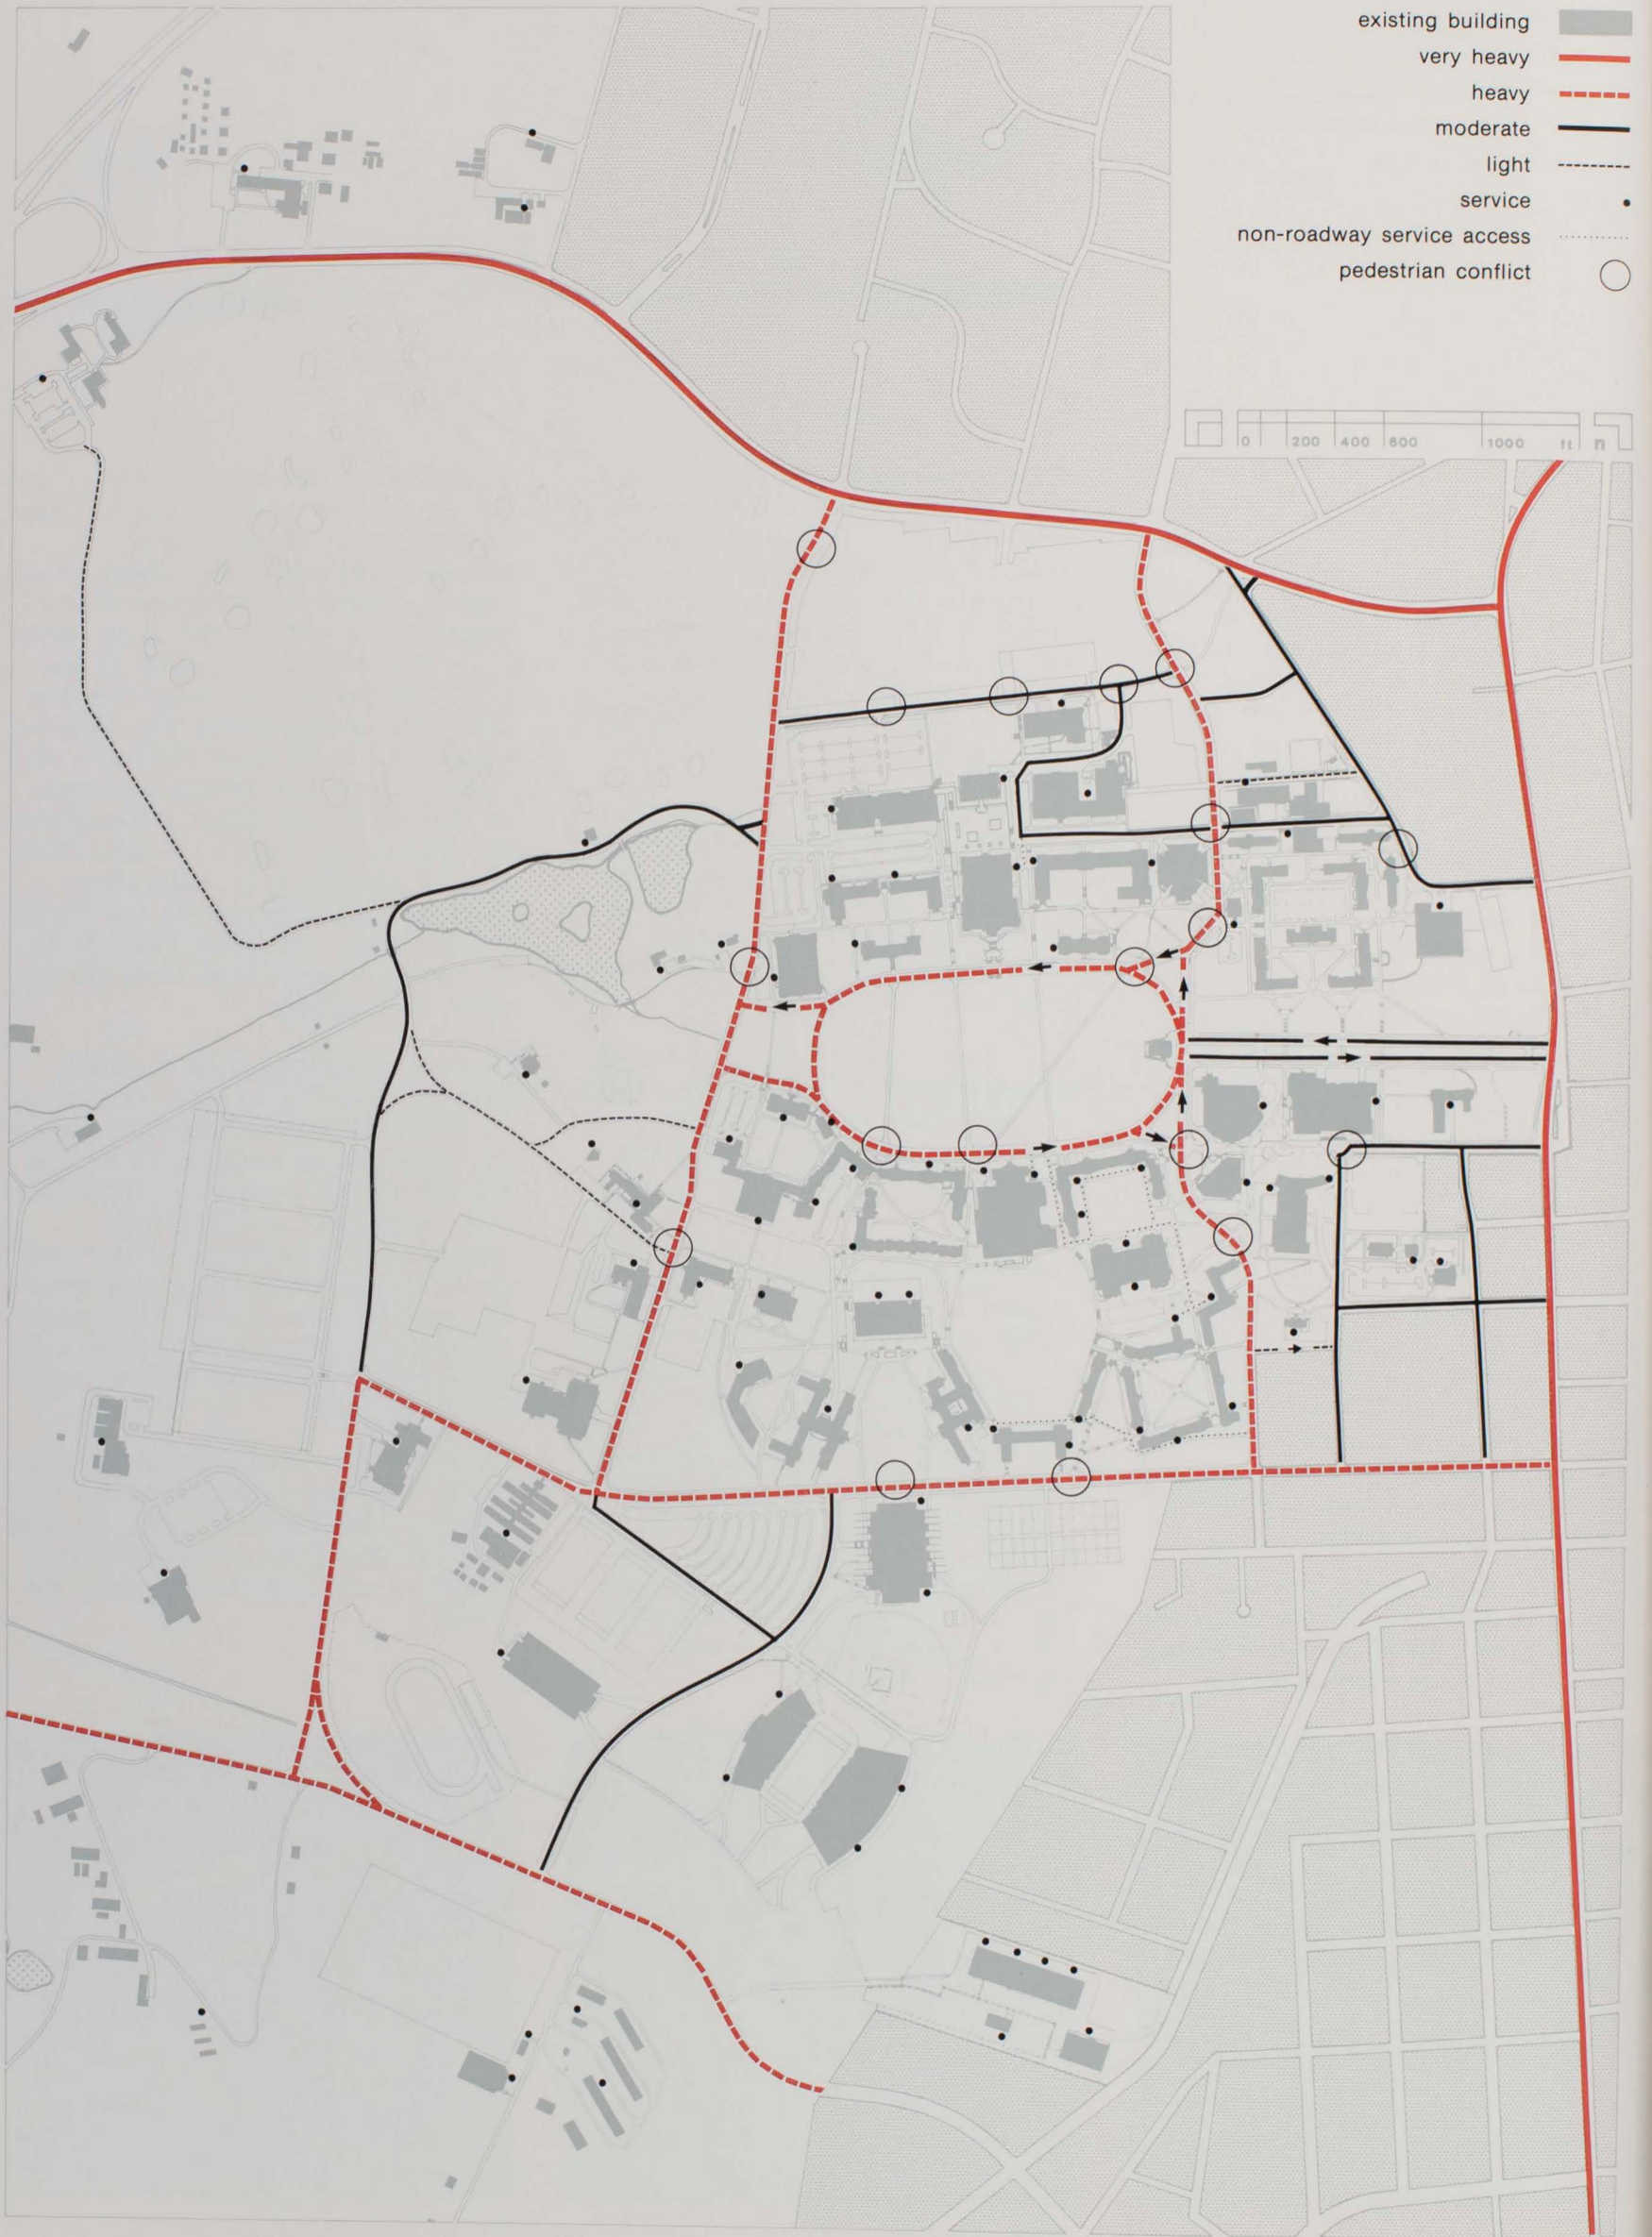 existing building
very heavy
heavy
moderate
light
service
non-roadway service access
pedestrian conflict
0 200 400 600 1000 ft n